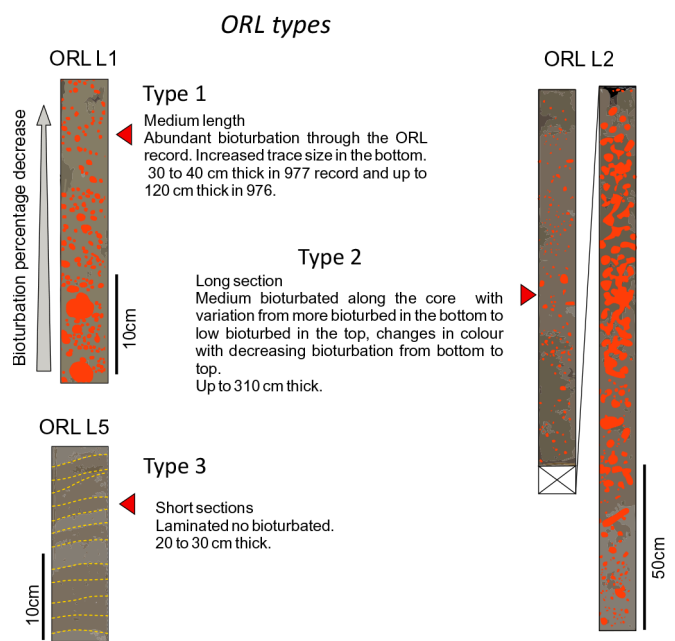 ORL types
ORL L1
Type 1
Medium length
Abundant bioturbation through the ORL
record. Increased trace size in the bottom.
30 to 40 cm thick in 977 record and up to
120 cm thick in 976.
Bioturbation percentage decrease
10cm
ORL L2
Type 2
Long section
Medium bioturbated along the core with
variation from more bioturbed in the bottom to
low bioturbed in the top, changes in colour
with decreasing bioturbation from bottom to
top.
Up to 310 cm thick.
50cm
ORL L5
Type 3
Short sections
Laminated no bioturbated.
20 to 30 cm thick.
10cm